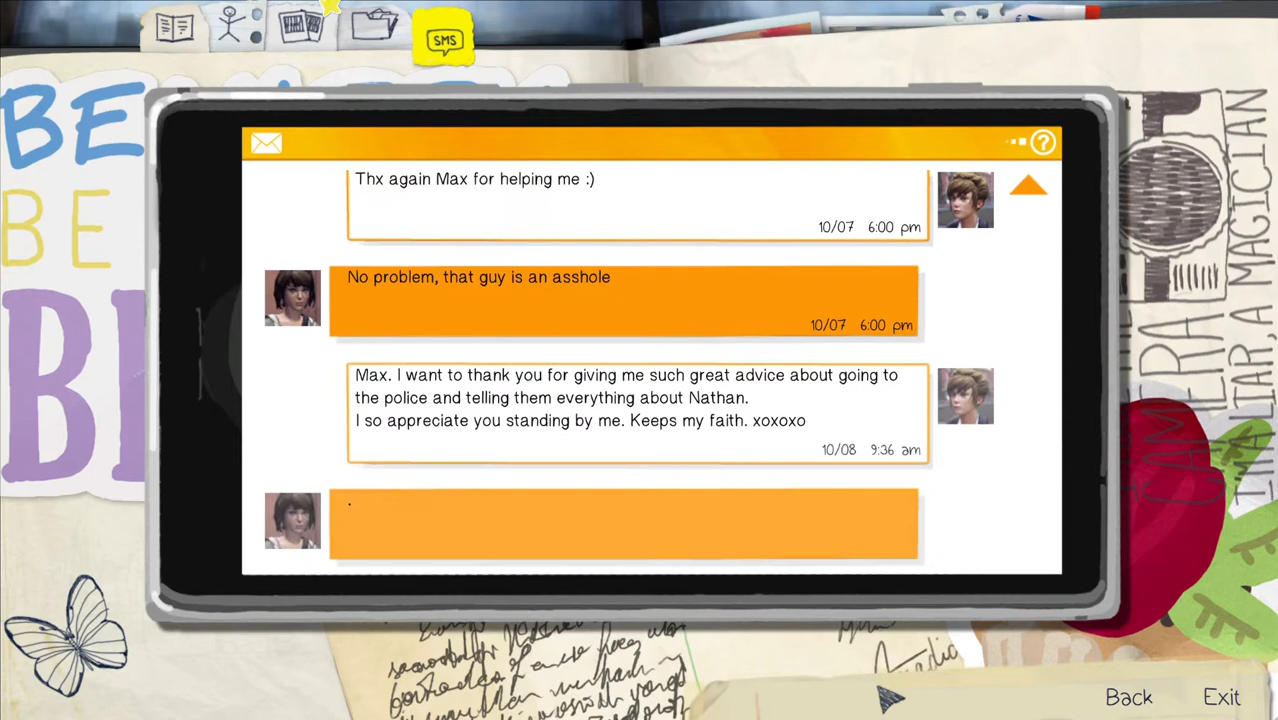 SMS
?
Thx again Max for helping me :)
10/07 6:00 pm
No problem, that guy is an asshole
10/07 6:00 pm
Max. I want to thank you for giving me such great advice about going to
the police and telling them everything about Nathan.
I so appreciate you standing by me. Keeps my faith. xoxoxo
10/08 9:36 am
.
BE
BE
CAMERA
LIAR, A MAGICIAN
Back
Exit